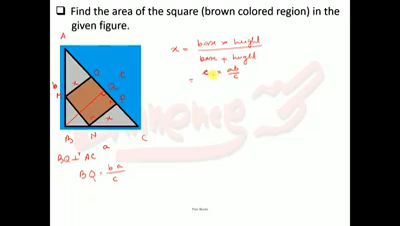 ❑ Find the area of the square (brown colored region) in the
given figure.
A
x = base × height
base + height
= c × ab/c
b
M
x
x
x
O
Q
P
c
B
N
C
a
BQ ⊥ AC
BQ = b a
c